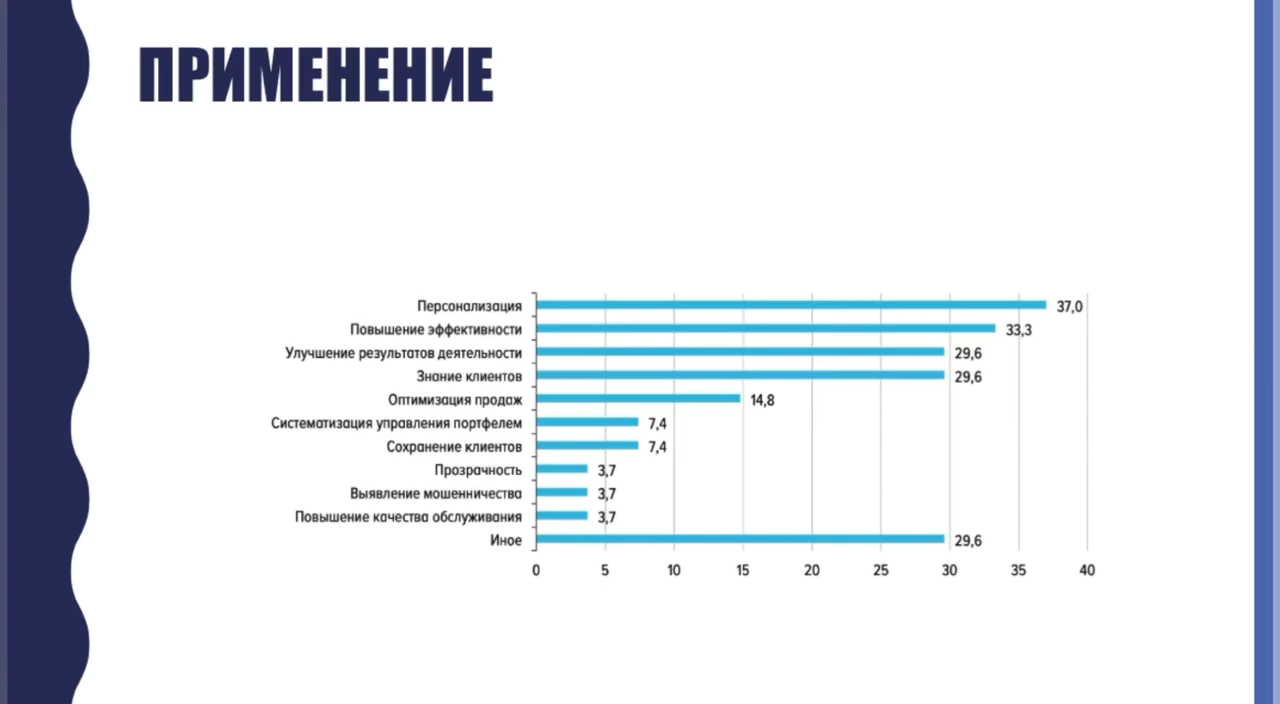 ПРИМЕНЕНИЕ
Персонализация 37,0
Повышение эффективности 33,3
Улучшение результатов деятельности 29,6
Знание клиентов 29,6
Оптимизация продаж 14,8
Систематизация управления портфелем 7,4
Сохранение клиентов 7,4
Прозрачность 3,7
Выявление мошенничества 3,7
Повышение качества обслуживания 3,7
Иное 29,6
0 5 10 15 20 25 30 35 40